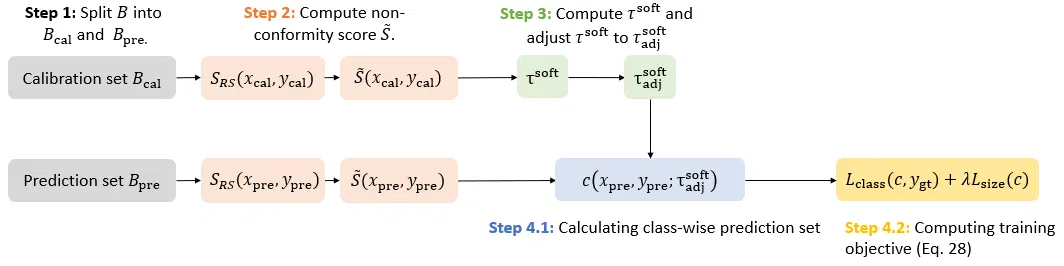 Step 1: Split B into
B_cal and B_pre.
Step 2: Compute non-
conformity score S̃.
Step 3: Compute τ^soft and
adjust τ^soft to τ_adj^soft
Calibration set B_cal
S_RS(x_cal, y_cal)
S̃(x_cal, y_cal)
τ^soft
τ_adj^soft
Prediction set B_pre
S_RS(x_pre, y_pre)
S̃(x_pre, y_pre)
c(x_pre, y_pre; τ_adj^soft)
L_class(c, y_gt) + λL_size(c)
Step 4.1: Calculating class-wise prediction set
Step 4.2: Computing training
objective (Eq. 28)